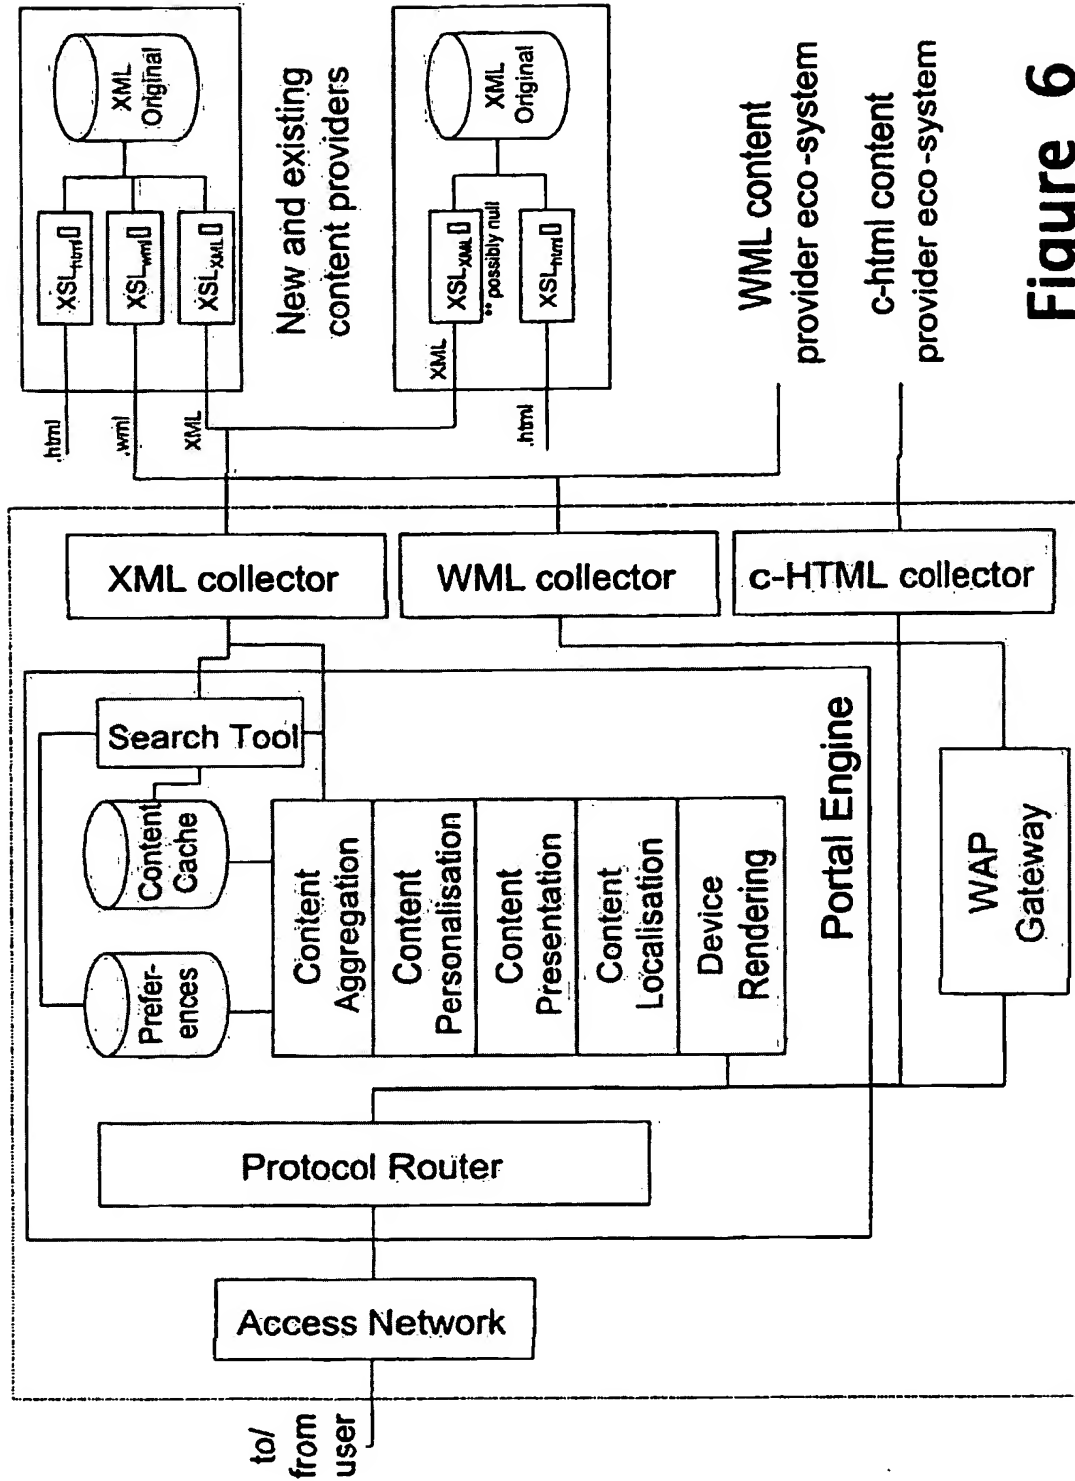 to/
from
user
Access Network
Protocol Router
Prefer-
ences
Content
Cache
Search Tool
Content
Aggregation
Content
Personalisation
Content
Presentation
Content
Localisation
Device
Rendering
Portal Engine
WAP
Gateway
XML collector
WML collector
c-HTML collector
.html
.wml
XML
XSLhtml[]
XSLwml[]
XSLXML[]
XML
Original
New and existing
content providers
XML
.html
XSLXML[]
** possibly null
XSLhtml[]
XML
Original
WML content
provider eco-system
c-html content
provider eco-system
Figure 6